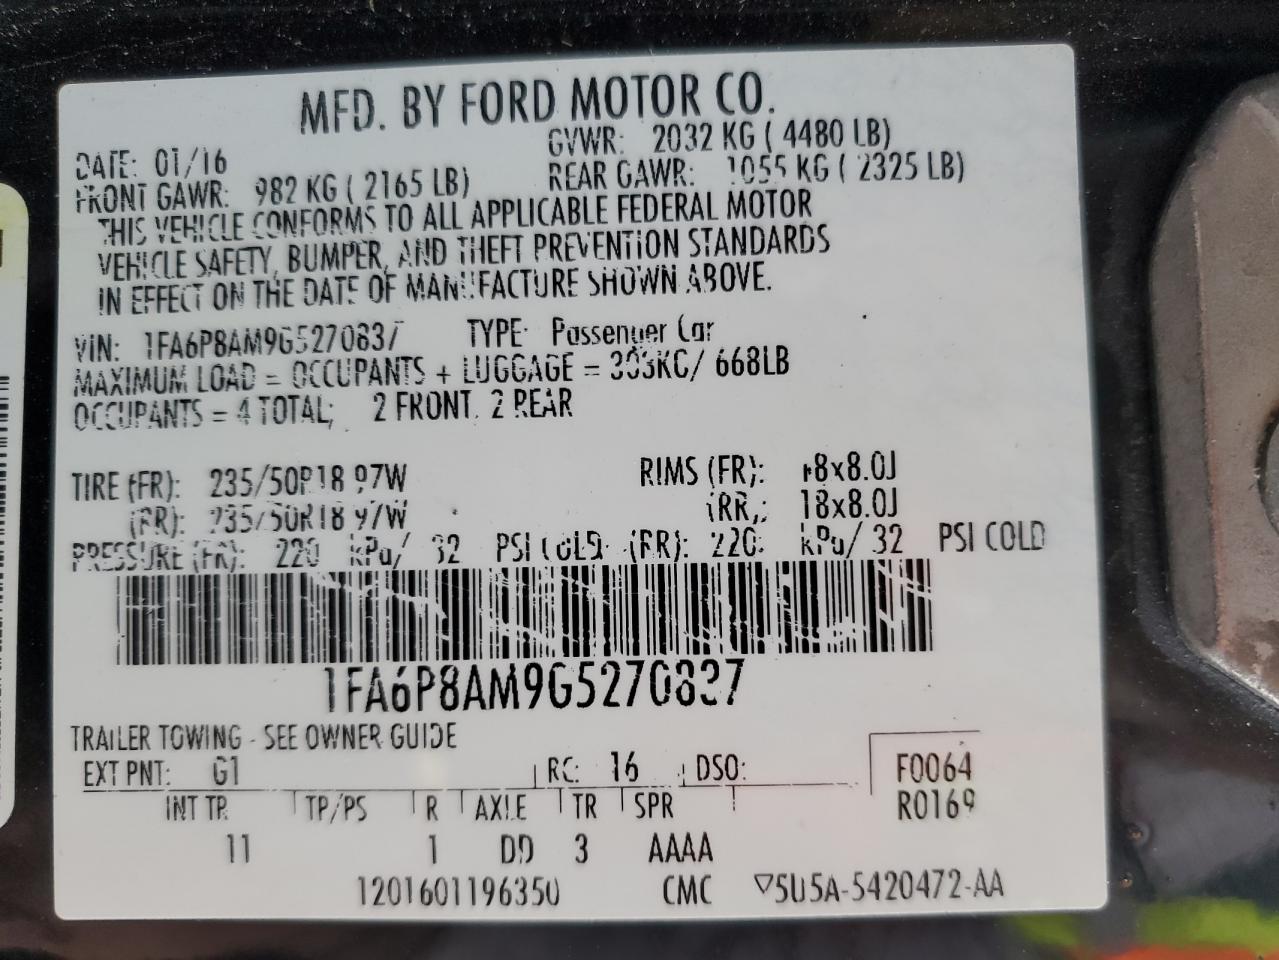 MFD. BY FORD MOTOR CO.
DATE: 01/16 GVWR: 2032 KG ( 4480 LB)
FRONT GAWR: 982 KG ( 2165 LB) REAR GAWR: 1055 KG ( 2325 LB)
THIS VEHICLE CONFORMS TO ALL APPLICABLE FEDERAL MOTOR
VEHICLE SAFETY, BUMPER, AND THEFT PREVENTION STANDARDS
IN EFFECT ON THE DATE OF MANUFACTURE SHOWN ABOVE.
VIN: 1FA6P8AM9G5270837 TYPE: Passenger Car
MAXIMUM LOAD = OCCUPANTS + LUGGAGE = 303KG/ 668LB
OCCUPANTS = 4 TOTAL; 2 FRONT, 2 REAR
TIRE (FR): 235/50R18 97W RIMS (FR): 18x8.0J
(RR): 235/50R18 97W (RR): 18x8.0J
PRESSURE (FR): 220 kPa/ 32 PSI COLD (RR): 220 kPa/ 32 PSI COLD
1FA6P8AM9G5270837
TRAILER TOWING - SEE OWNER GUIDE
EXT PNT: G1 RC: 16 DSO: F0064
INT TR TP/PS R AXLE TR SPR R0169
11 1 DD 3 AAAA
1201601196350 CMC ▽5U5A-5420472-AA